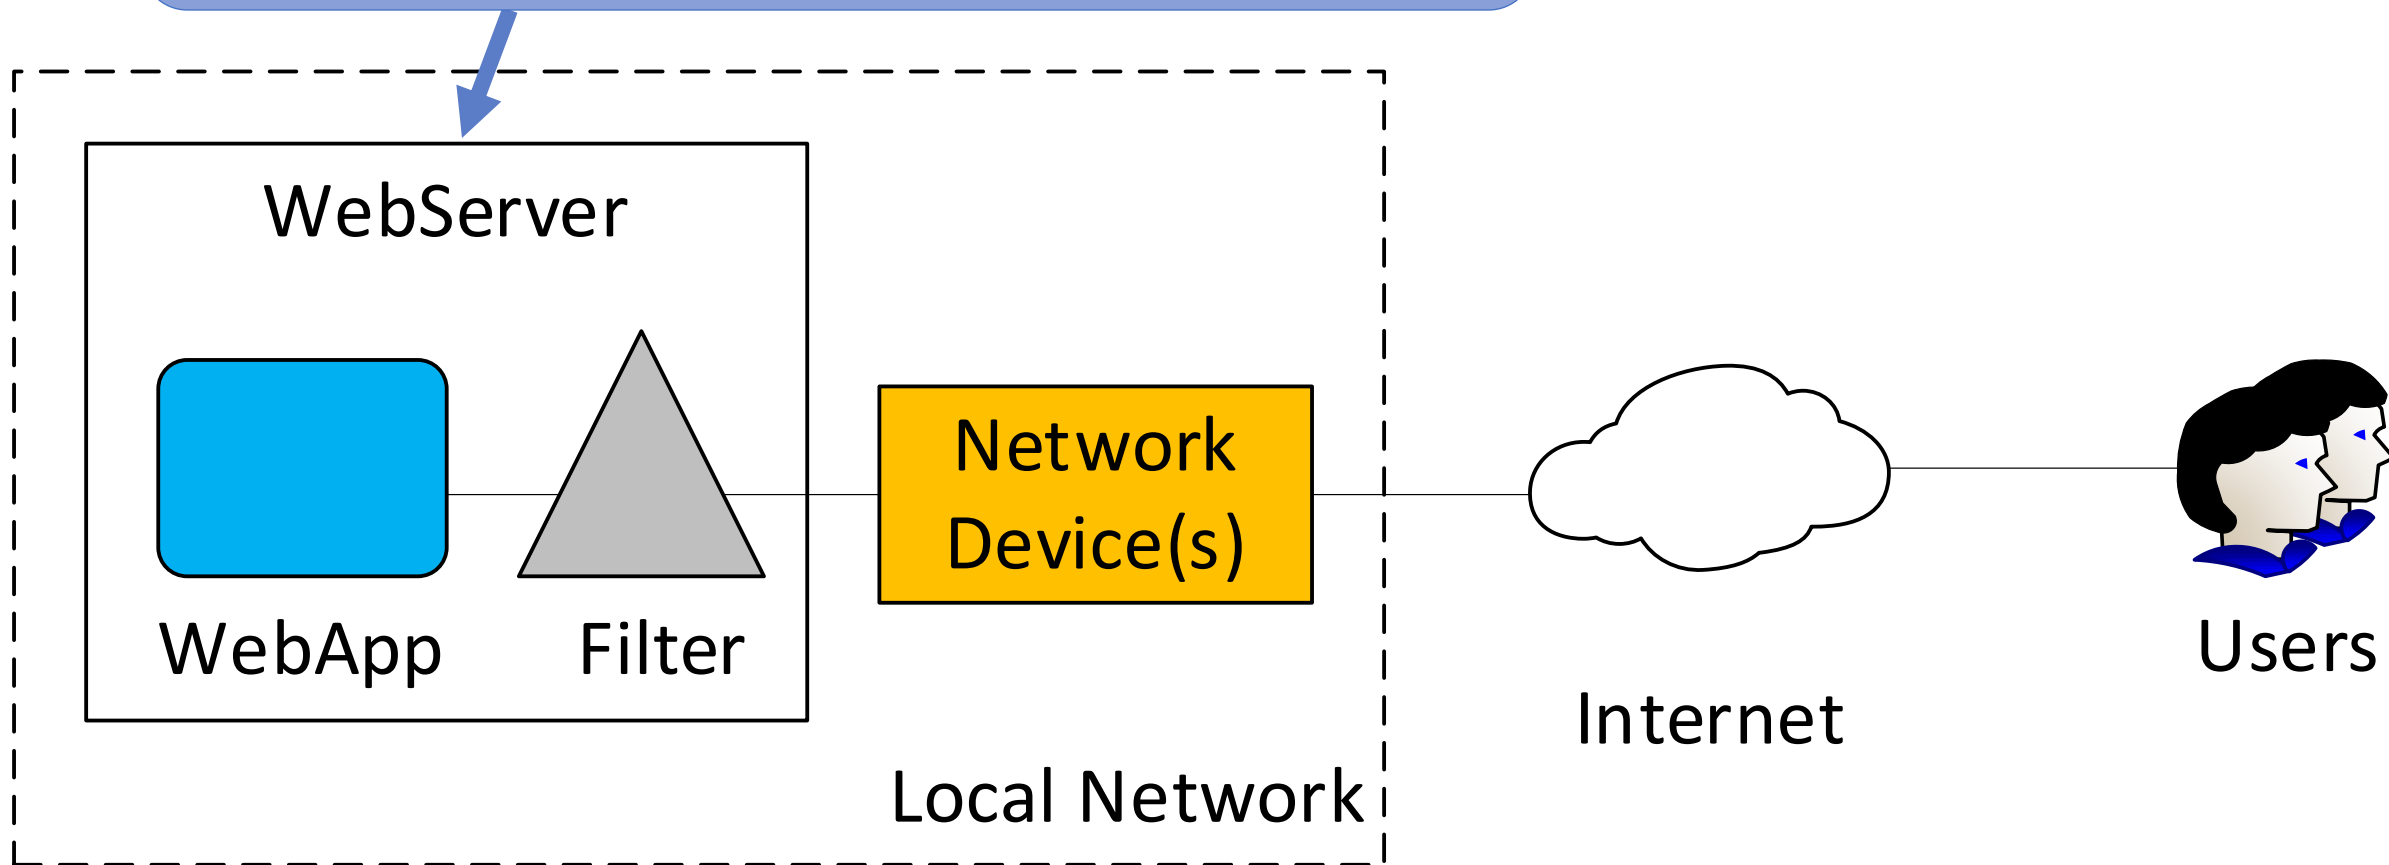 WebServer
Network
Device(s)
WebApp
Filter
Users
Internet
Local Network